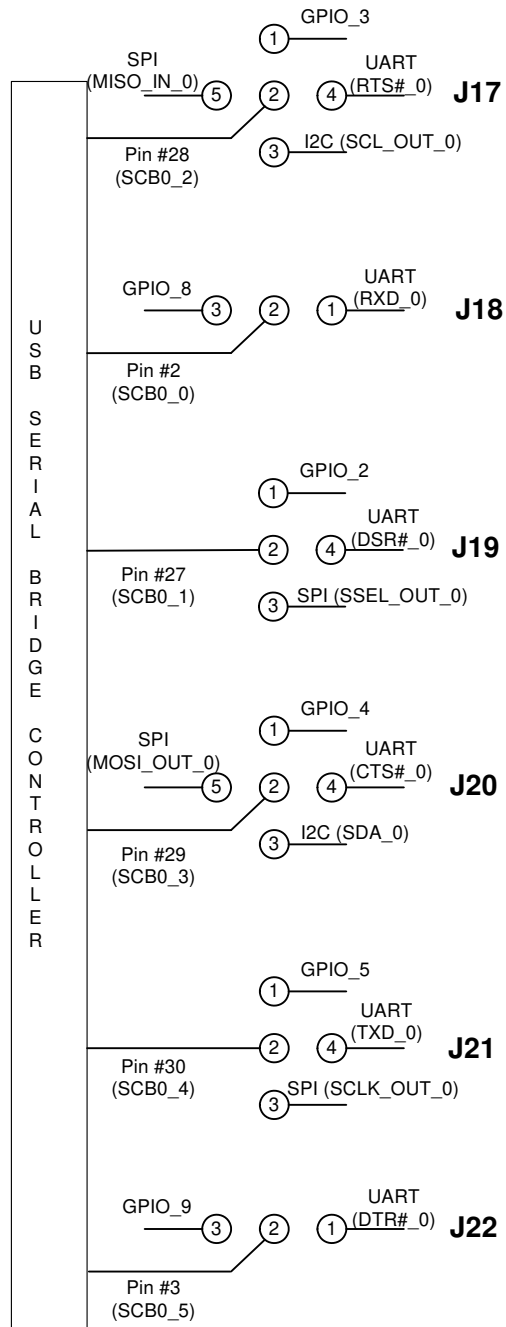 GPIO_3
1
SPI
(MISO_IN_0)
5
2
4
UART
(RTS#_0)
J17
3
I2C (SCL_OUT_0)
Pin #28
(SCB0_2)
GPIO_8
3
2
1
UART
(RXD_0)
J18
Pin #2
(SCB0_0)
USB SERIAL BRIDGE CONTROLLER
GPIO_2
1
2
4
UART
(DSR#_0)
J19
Pin #27
(SCB0_1)
3
SPI (SSEL_OUT_0)
GPIO_4
1
SPI
(MOSI_OUT_0)
5
2
4
UART
(CTS#_0)
J20
3
I2C (SDA_0)
Pin #29
(SCB0_3)
GPIO_5
1
2
4
UART
(TXD_0)
J21
Pin #30
(SCB0_4)
3
SPI (SCLK_OUT_0)
GPIO_9
3
2
1
UART
(DTR#_0)
J22
Pin #3
(SCB0_5)